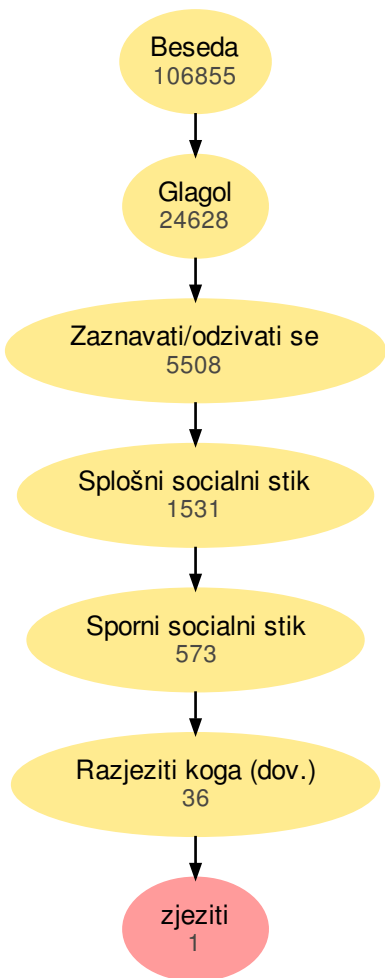 Beseda
106855
Glagol
24628
Zaznavati/odzivati se
5508
Splošni socialni stik
1531
Sporni socialni stik
573
Razjeziti koga (dov.)
36
zjeziti
1